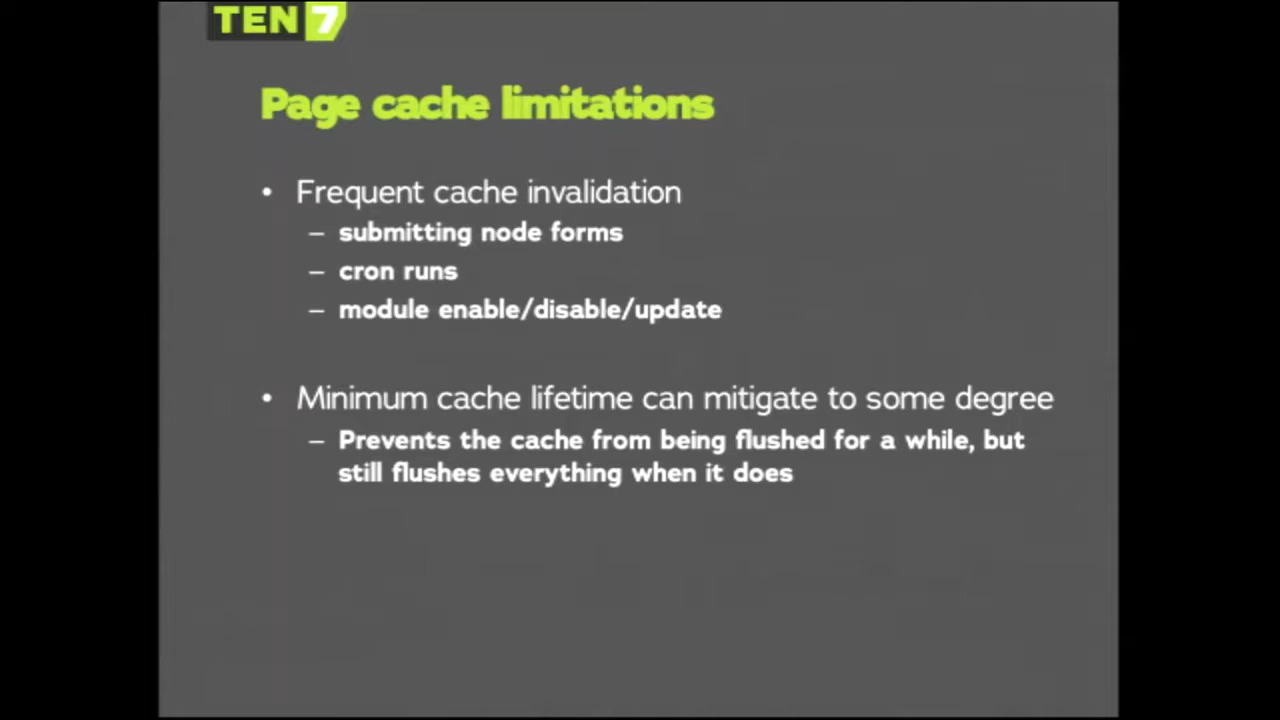 TEN7
Page cache limitations
• Frequent cache invalidation
– submitting node forms
– cron runs
– module enable/disable/update
• Minimum cache lifetime can mitigate to some degree
– Prevents the cache from being flushed for a while, but
still flushes everything when it does